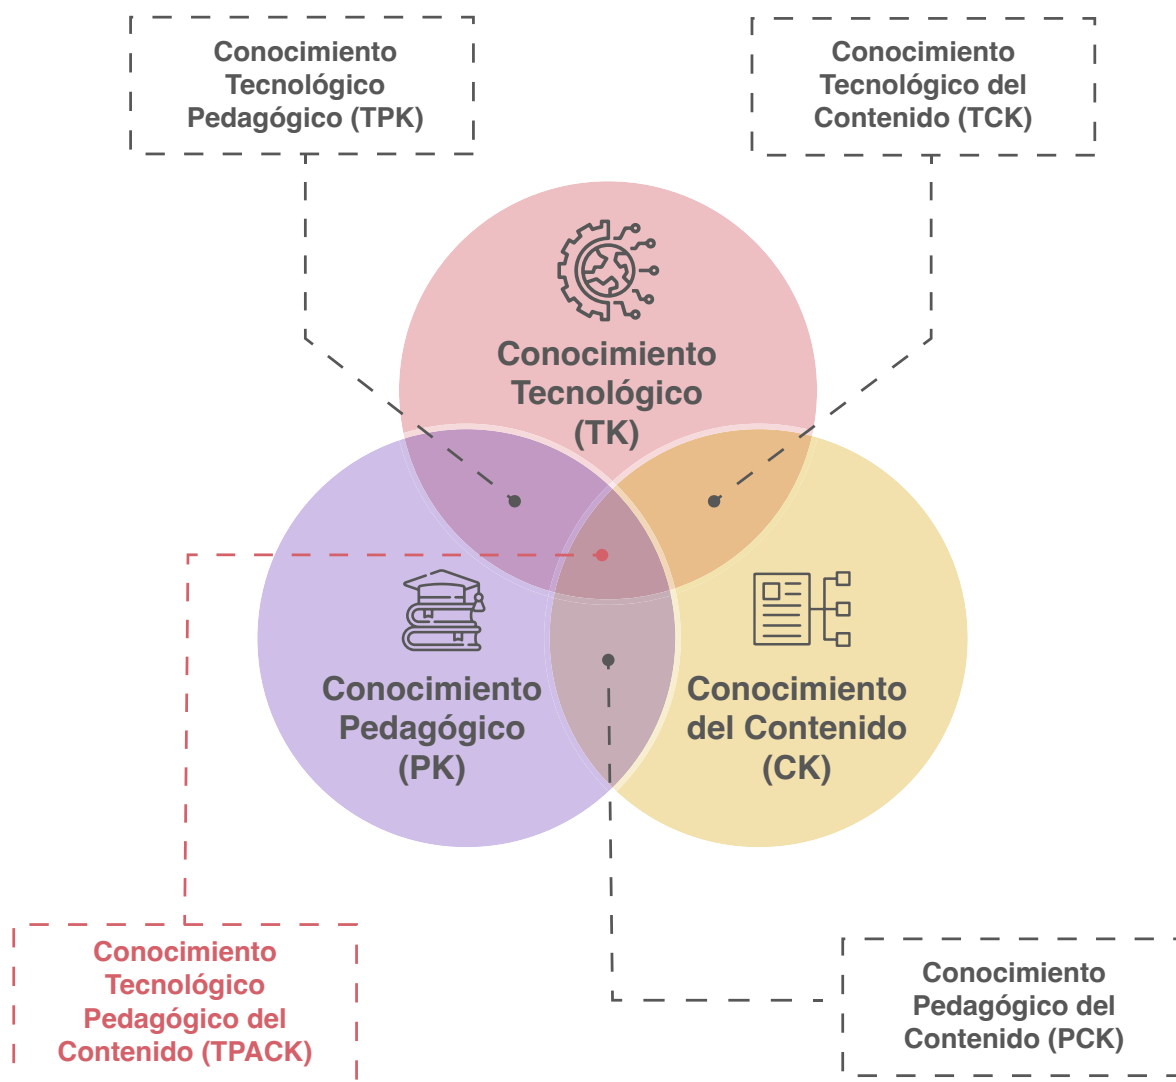 Conocimiento
Tecnológico
Pedagógico (TPK)
Conocimiento
Tecnológico del
Contenido (TCK)
Conocimiento
Tecnológico
(TK)
Conocimiento
Pedagógico
(PK)
Conocimiento
del Contenido
(CK)
Conocimiento
Tecnológico
Pedagógico del
Contenido (TPACK)
Conocimiento
Pedagógico del
Contenido (PCK)